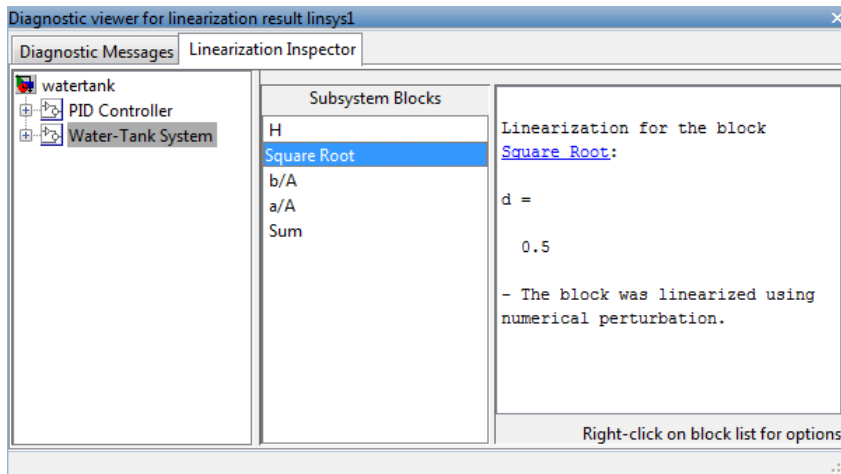 Diagnostic viewer for linearization result linsys1
Diagnostic Messages
Linearization Inspector
watertank
PID Controller
Water-Tank System
Subsystem Blocks
H
Square Root
b/A
a/A
Sum
Linearization for the block
Square Root:
d =
0.5
- The block was linearized using
numerical perturbation.
Right-click on block list for options